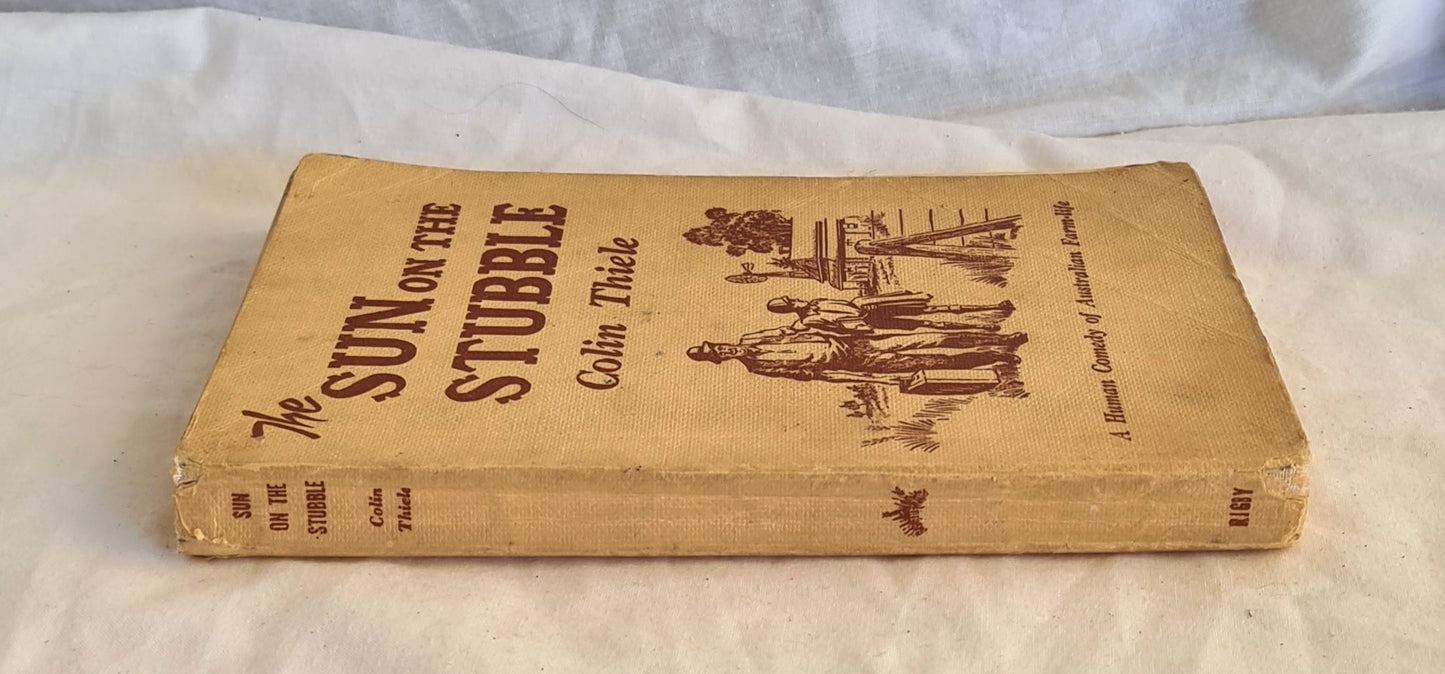 The
SUN ON THE
STUBBLE
Colin Thiele
A Human Comedy of Australian Farm-life
SUN
ON THE
STUBBLE
Colin
Thiele
RIGBY